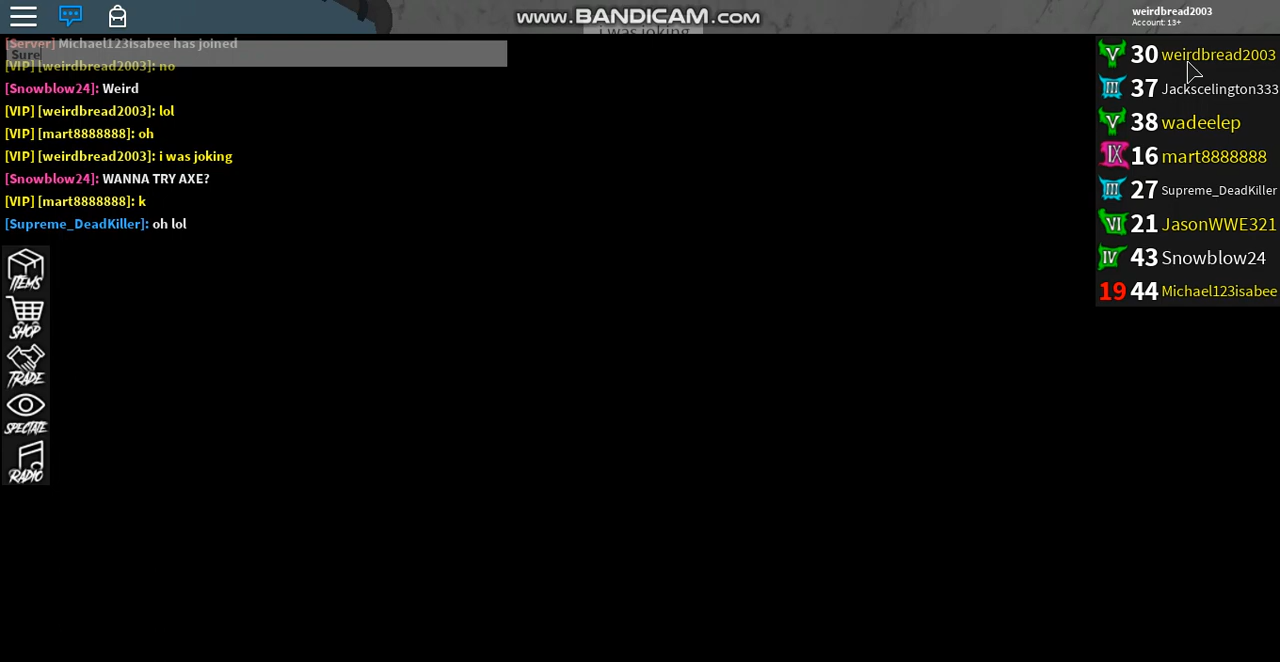 www.BANDICAM.com
weirdbread2003
Account: 13+
i was joking
[Server] Michael123isabee has joined
Sure
[VIP] [weirdbread2003]: no
[Snowblow24]: Weird
[VIP] [weirdbread2003]: lol
[VIP] [mart8888888]: oh
[VIP] [weirdbread2003]: i was joking
[Snowblow24]: WANNA TRY AXE?
[VIP] [mart8888888]: k
[Supreme_DeadKiller]: oh lol
ITEMS
SHOP
TRADE
SPECTATE
RADIO
V 30 weirdbread2003
III 37 Jackscelington333
V 38 wadeelep
IX 16 mart8888888
III 27 Supreme_DeadKiller
VI 21 JasonWWE321
IV 43 Snowblow24
19 44 Michael123isabee